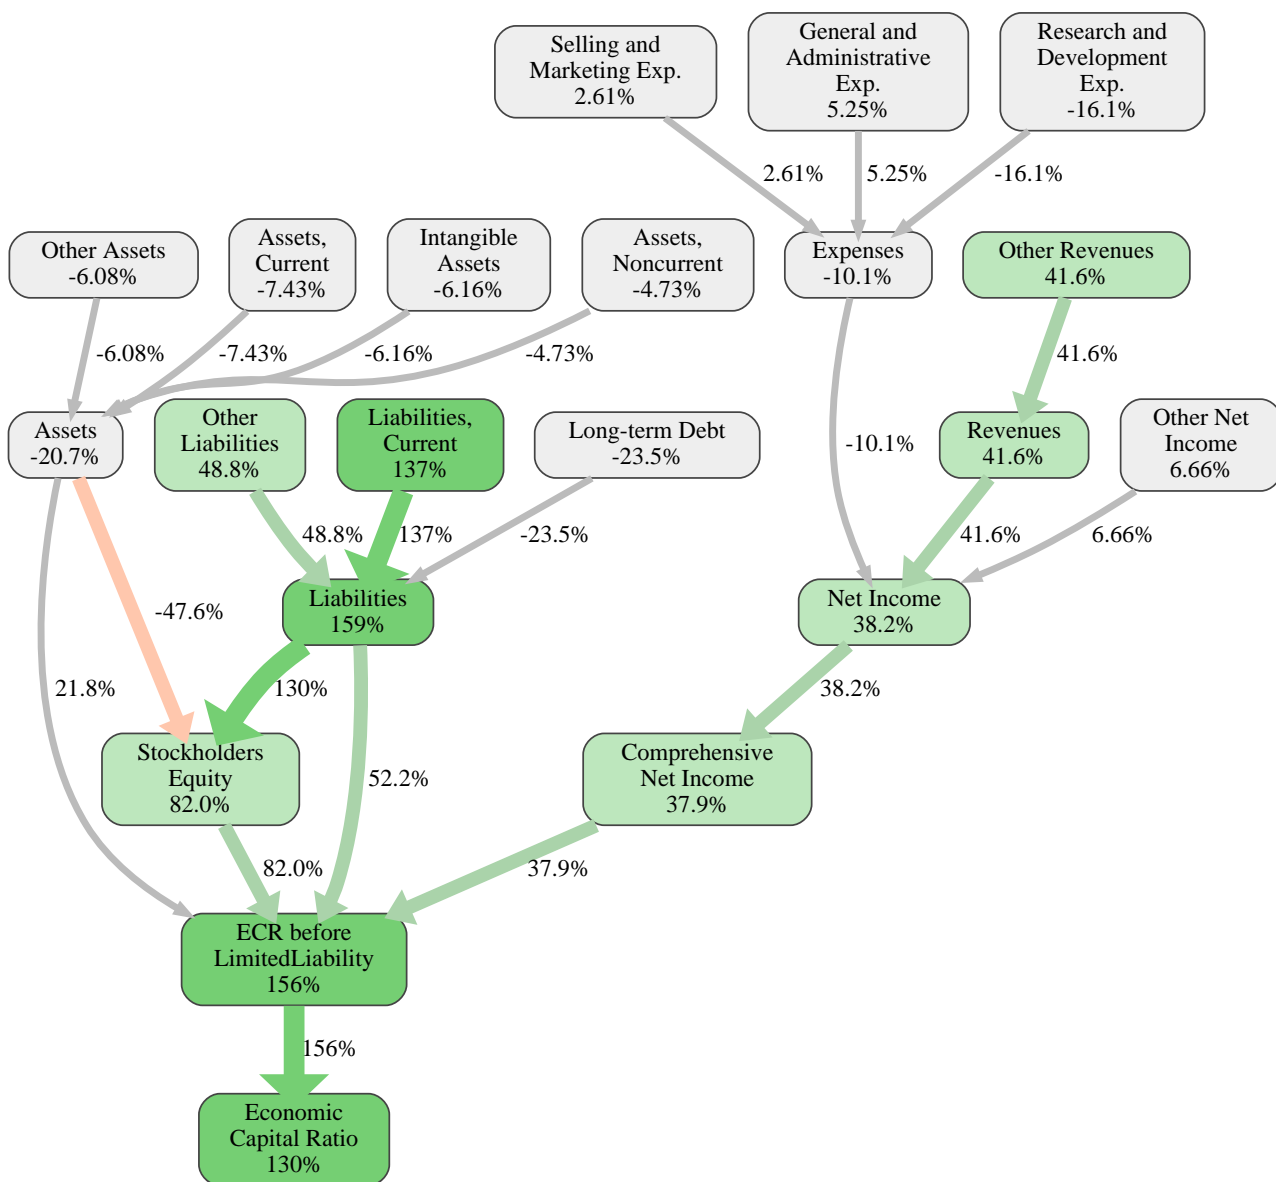 Selling and
Marketing Exp.
2.61%
General and
Administrative
Exp.
5.25%
Research and
Development
Exp.
-16.1%
2.61%
5.25%
-16.1%
Other Assets
-6.08%
Assets,
Current
-7.43%
Intangible
Assets
-6.16%
Assets,
Noncurrent
-4.73%
Expenses
-10.1%
Other Revenues
41.6%
-6.08%
-7.43%
-6.16%
-4.73%
41.6%
Assets
-20.7%
Other
Liabilities
48.8%
Liabilities,
Current
137%
Long-term Debt
-23.5%
-10.1%
Revenues
41.6%
Other Net
Income
6.66%
48.8%
137%
-23.5%
41.6%
6.66%
-47.6%
Liabilities
159%
Net Income
38.2%
21.8%
130%
38.2%
Stockholders
Equity
82.0%
52.2%
Comprehensive
Net Income
37.9%
82.0%
37.9%
ECR before
LimitedLiability
156%
156%
Economic
Capital Ratio
130%